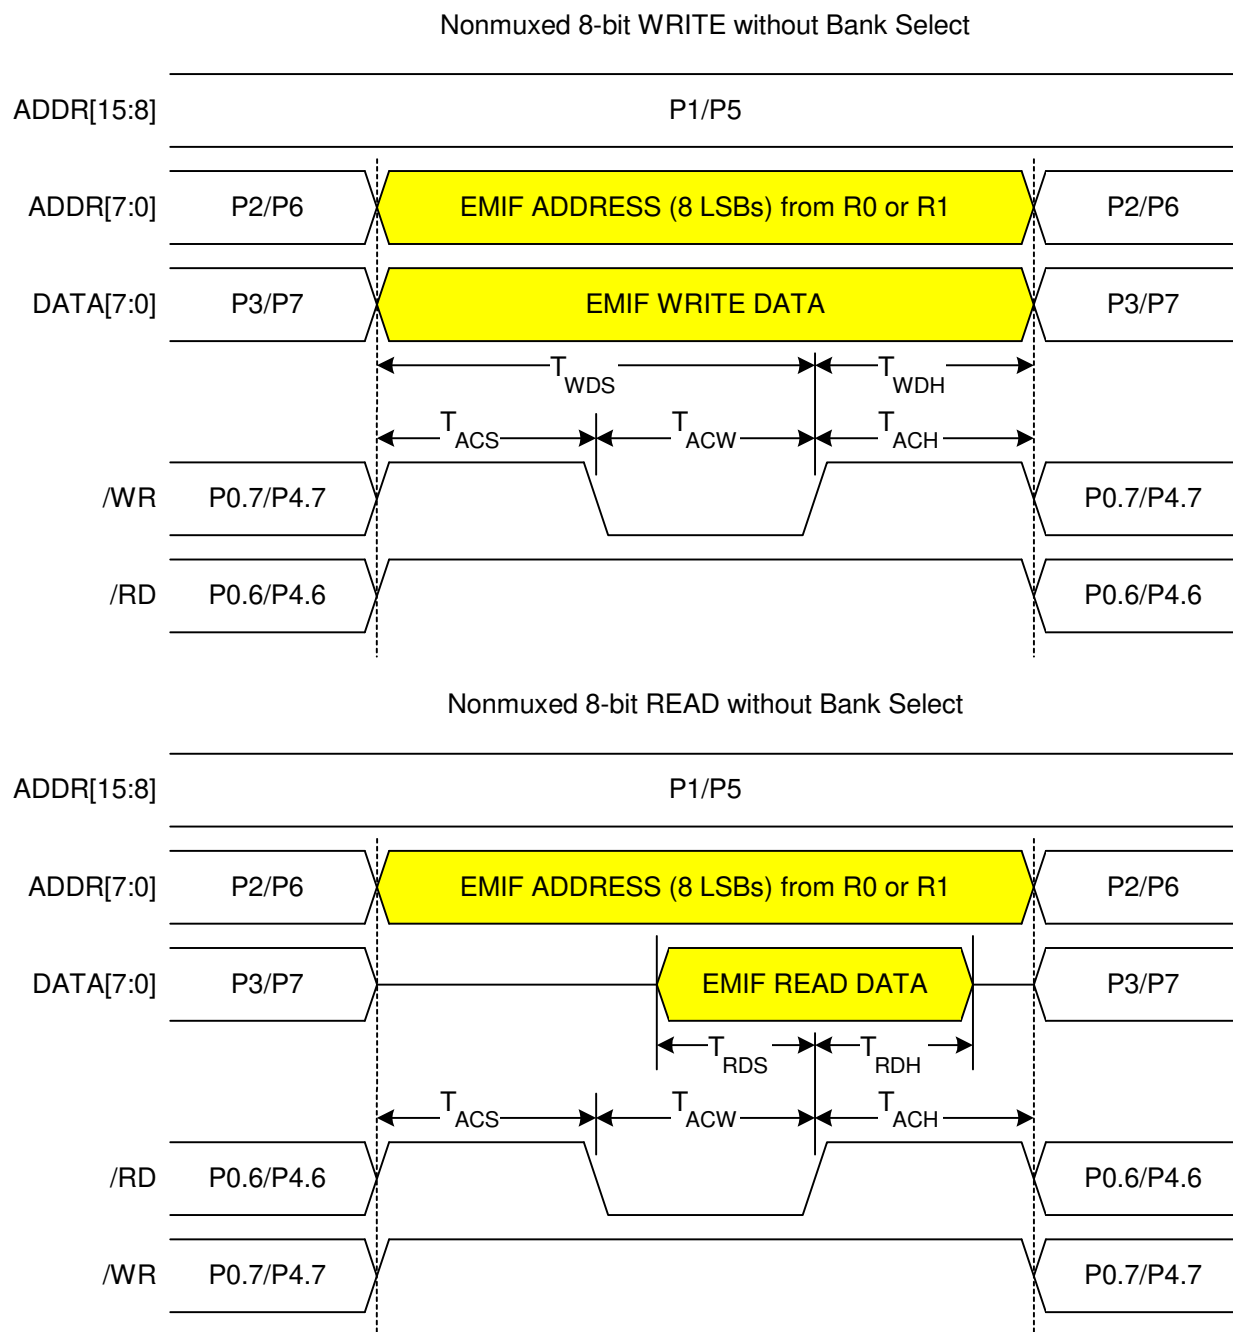 Nonmuxed 8-bit WRITE without Bank Select
ADDR[15:8] P1/P5
ADDR[7:0] P2/P6 EMIF ADDRESS (8 LSBs) from R0 or R1 P2/P6
DATA[7:0] P3/P7 EMIF WRITE DATA P3/P7
TWDS TWDH
TACS TACW TACH
/WR P0.7/P4.7 P0.7/P4.7
/RD P0.6/P4.6 P0.6/P4.6
Nonmuxed 8-bit READ without Bank Select
ADDR[15:8] P1/P5
ADDR[7:0] P2/P6 EMIF ADDRESS (8 LSBs) from R0 or R1 P2/P6
DATA[7:0] P3/P7 EMIF READ DATA P3/P7
TRDS TRDH
TACS TACW TACH
/RD P0.6/P4.6 P0.6/P4.6
/WR P0.7/P4.7 P0.7/P4.7